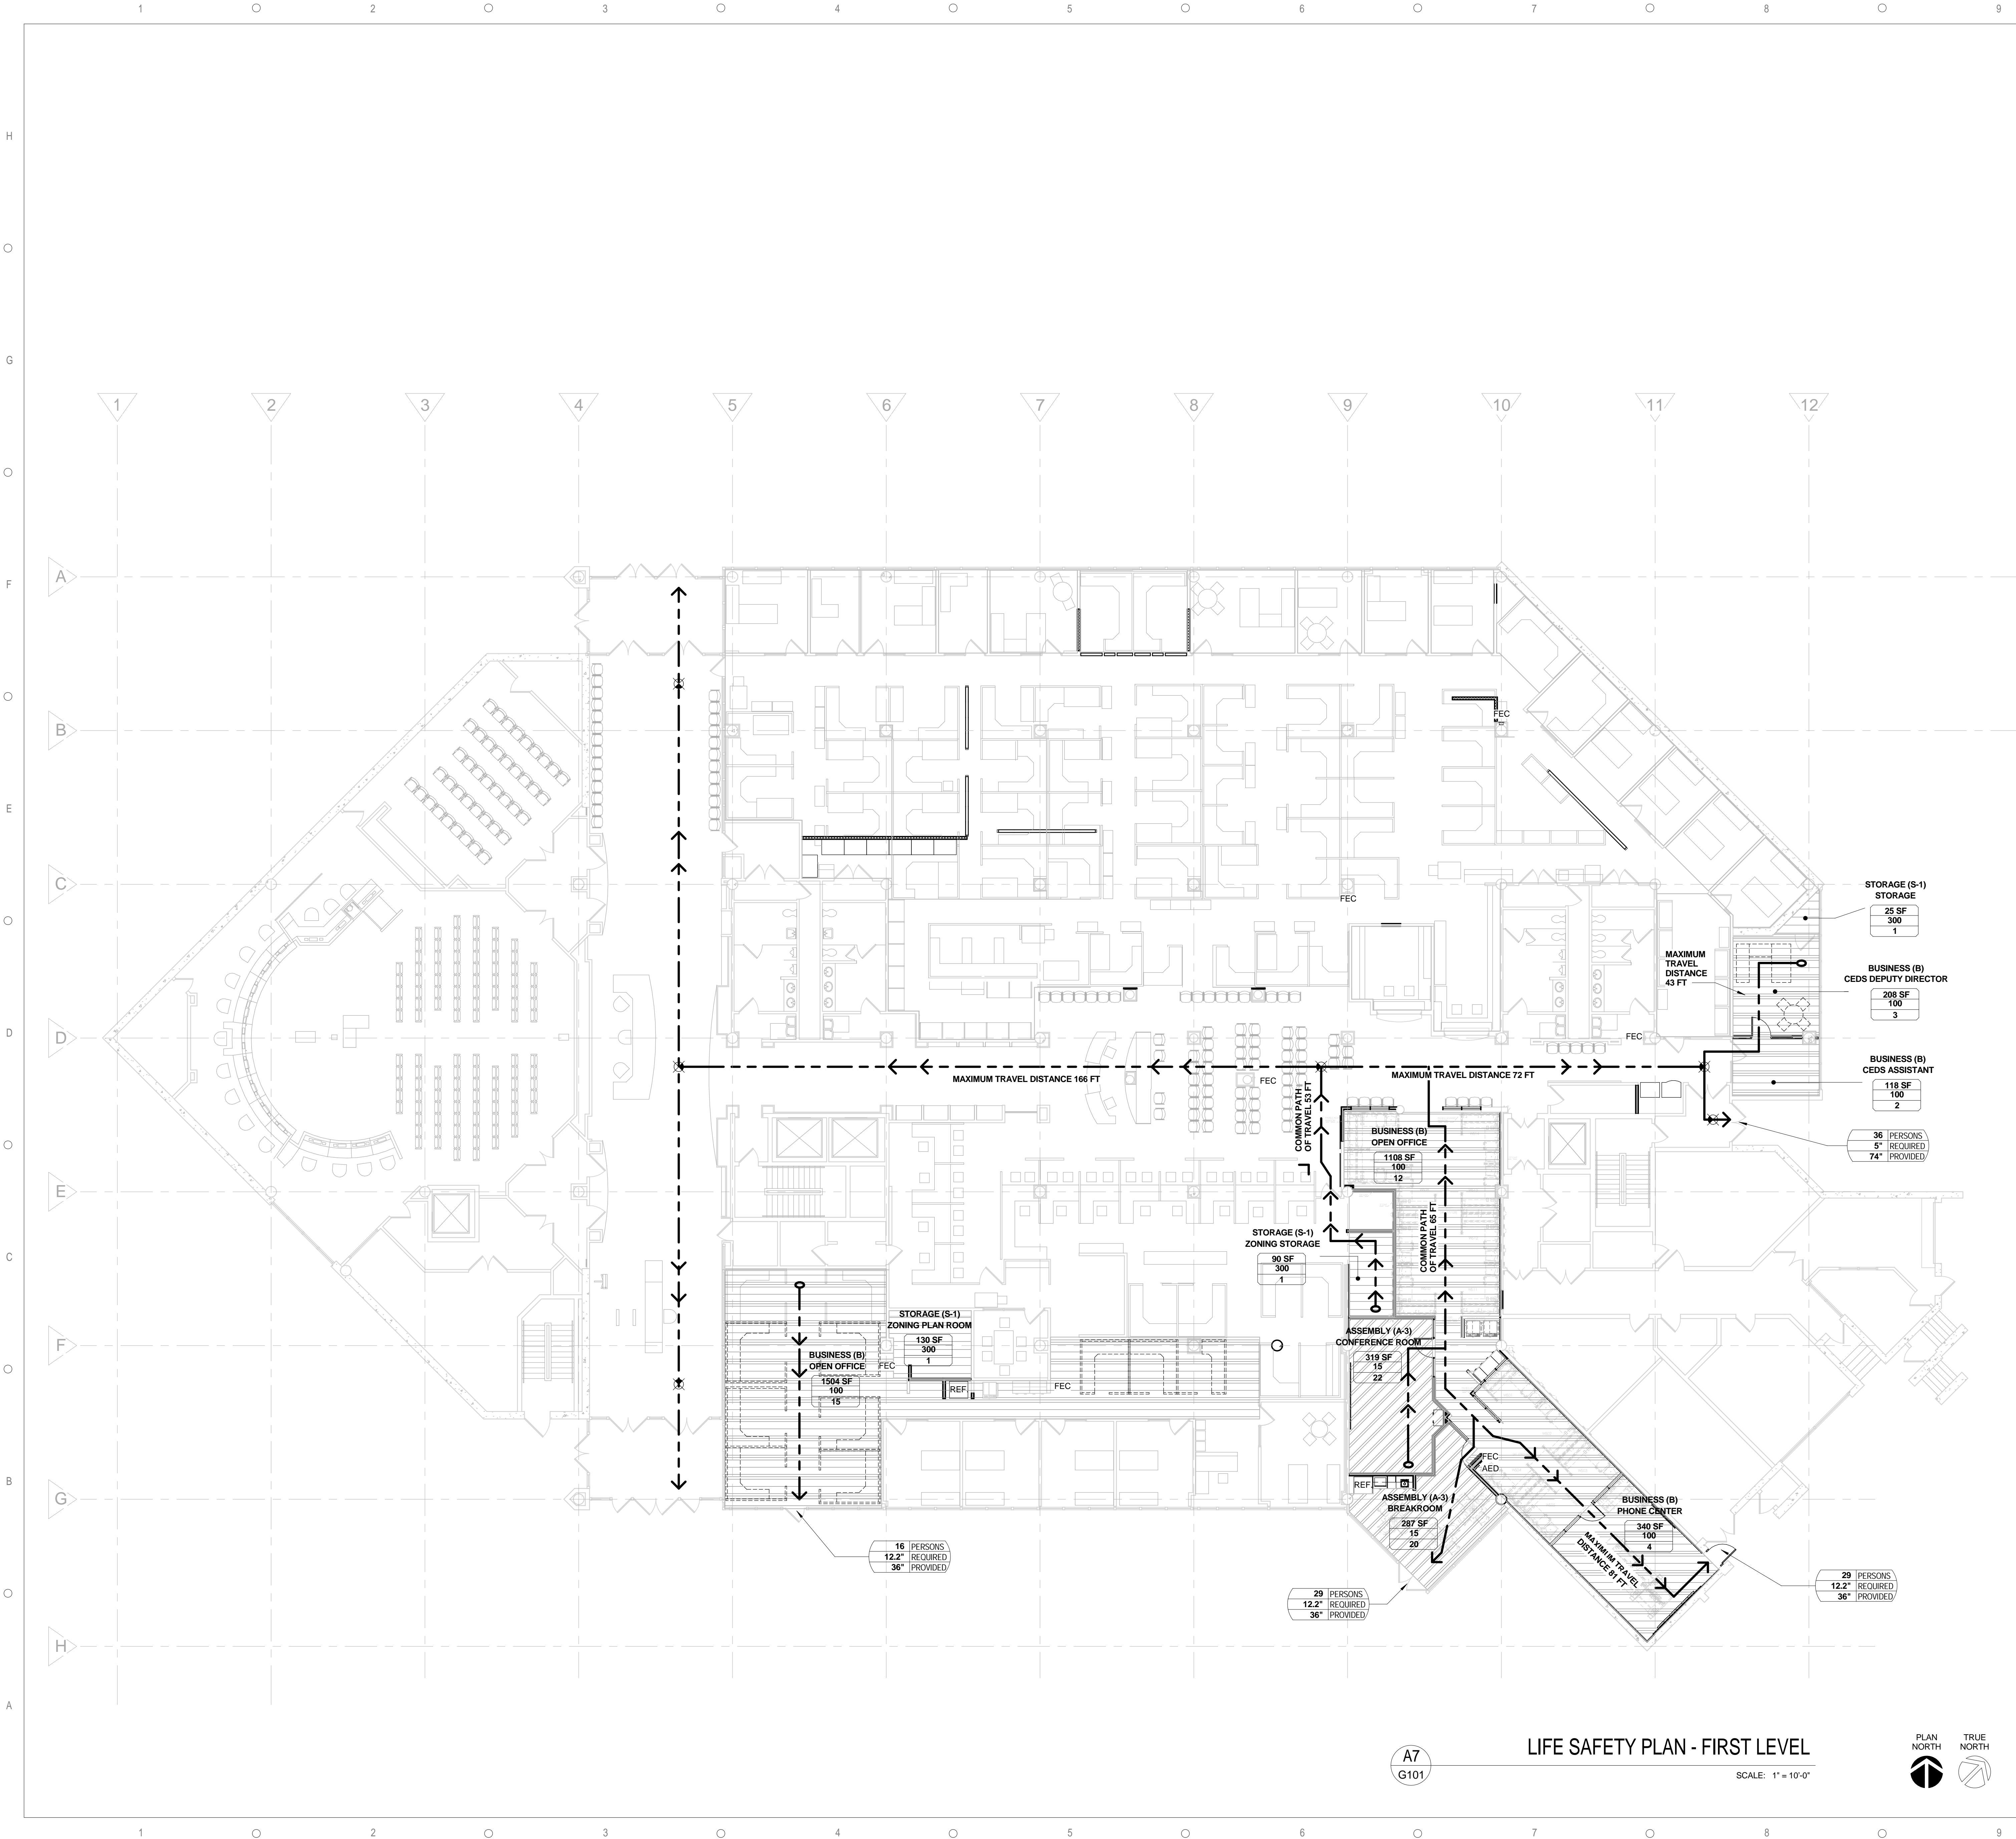 1 2 3 4 5 6 7 8 9
H
G
F
E
D
C
B
A
1 2 3 4 5 6 7 8 9 10 11 12
A
B
C
D
E
F
G
H
FEC
FEC
STORAGE (S-1)
STORAGE
25 SF
300
1
MAXIMUM
TRAVEL
DISTANCE
43 FT
BUSINESS (B)
CEDS DEPUTY DIRECTOR
208 SF
100
3
FEC
BUSINESS (B)
CEDS ASSISTANT
118 SF
100
2
MAXIMUM TRAVEL DISTANCE 166 FT
FEC
MAXIMUM TRAVEL DISTANCE 72 FT
COMMON PATH
OF TRAVEL 53 FT
BUSINESS (B)
OPEN OFFICE
1108 SF
100
12
36 PERSONS
5" REQUIRED
74" PROVIDED
COMMON PATH
OF TRAVEL 65 FT
STORAGE (S-1)
ZONING STORAGE
90 SF
300
1
STORAGE (S-1)
ZONING PLAN ROOM
130 SF
300
1
ASSEMBLY (A-3)
CONFERENCE ROOM
319 SF
15
22
BUSINESS (B)
OPEN OFFICE
1504 SF
100
15
FEC
REF.
FEC
FEC
AED
REF.
ASSEMBLY (A-3)
BREAKROOM
287 SF
15
20
BUSINESS (B)
PHONE CENTER
340 SF
100
4
MAXIMUM TRAVEL
DISTANCE 81 FT
16 PERSONS
12.2" REQUIRED
36" PROVIDED
29 PERSONS
12.2" REQUIRED
36" PROVIDED
29 PERSONS
12.2" REQUIRED
36" PROVIDED
A7
G101
LIFE SAFETY PLAN - FIRST LEVEL
SCALE: 1" = 10'-0"
PLAN
NORTH
TRUE
NORTH
1 2 3 4 5 6 7 8 9